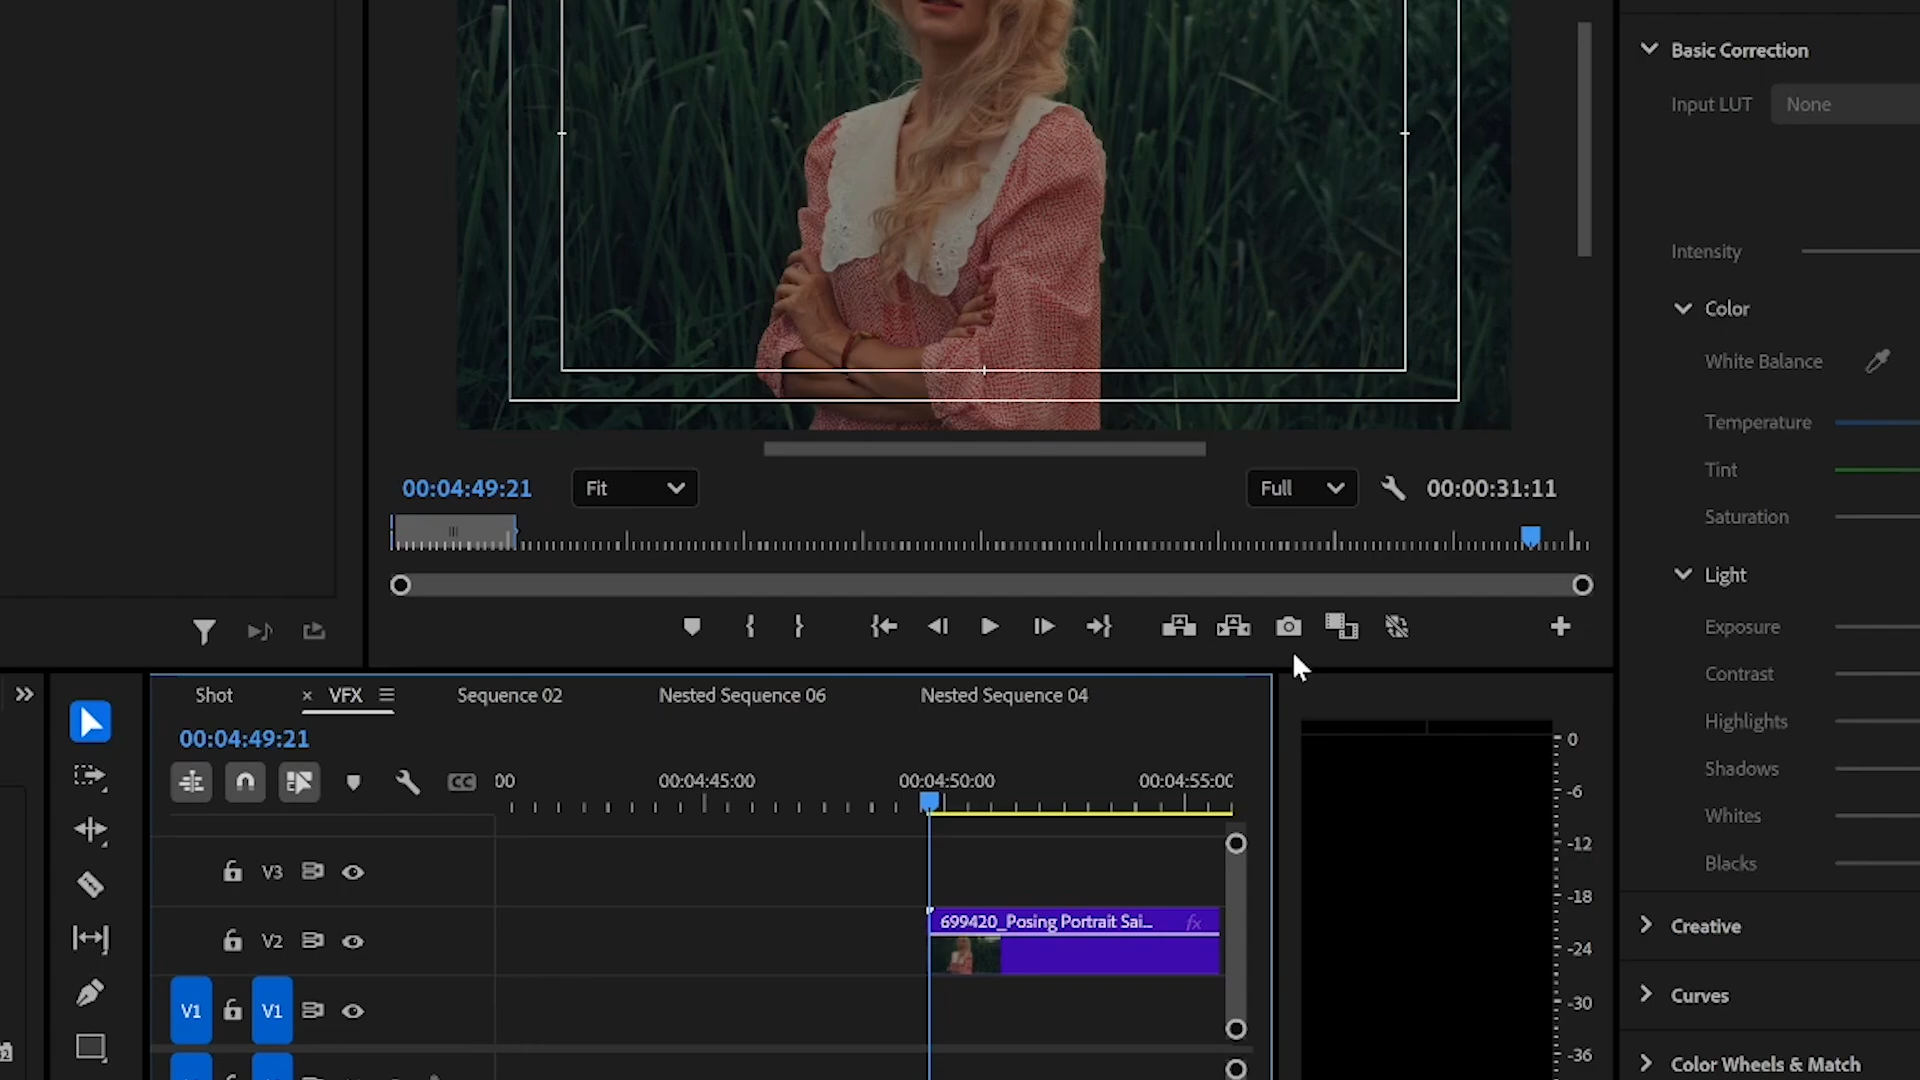 Basic Correction
Input LUT None
Intensity
Color
White Balance
Temperature
Tint
Saturation
Light
Exposure
Contrast
Highlights
Shadows
Whites
Blacks
Creative
Curves
Color Wheels & Match
00:04:49:21 Fit Full 00:00:31:11
Shot × VFX Sequence 02 Nested Sequence 06 Nested Sequence 04
00:04:49:21
CC 00 00:04:45:00 00:04:50:00 00:04:55:00
V3
V2 699420_Posing Portrait Sai... fx
V1 V1
0
-6
-12
-18
-24
-30
-36